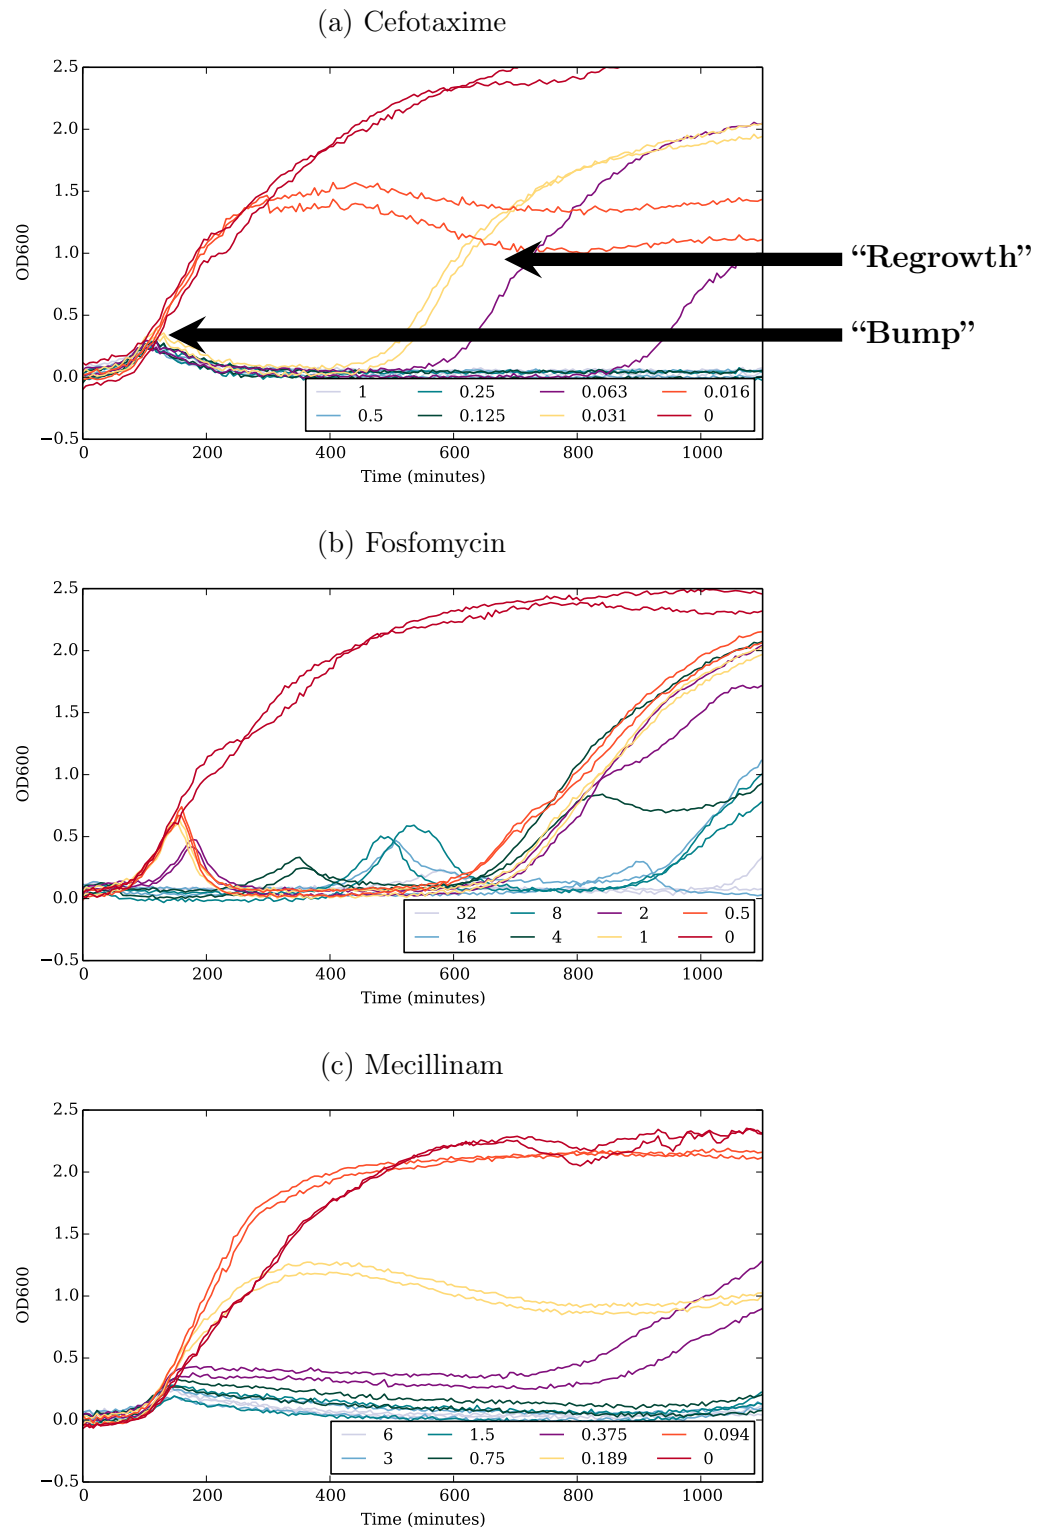 (a) Cefotaxime
2.5
2.0
1.5
1.0
0.5
0.0
−0.5
OD600
“Regrowth”
“Bump”
1 0.25 0.063 0.016
0.5 0.125 0.031 0
0 200 400 600 800 1000
Time (minutes)
(b) Fosfomycin
2.5
2.0
1.5
1.0
0.5
0.0
−0.5
OD600
32 8 2 0.5
16 4 1 0
0 200 400 600 800 1000
Time (minutes)
(c) Mecillinam
2.5
2.0
1.5
1.0
0.5
0.0
−0.5
OD600
6 1.5 0.375 0.094
3 0.75 0.189 0
0 200 400 600 800 1000
Time (minutes)